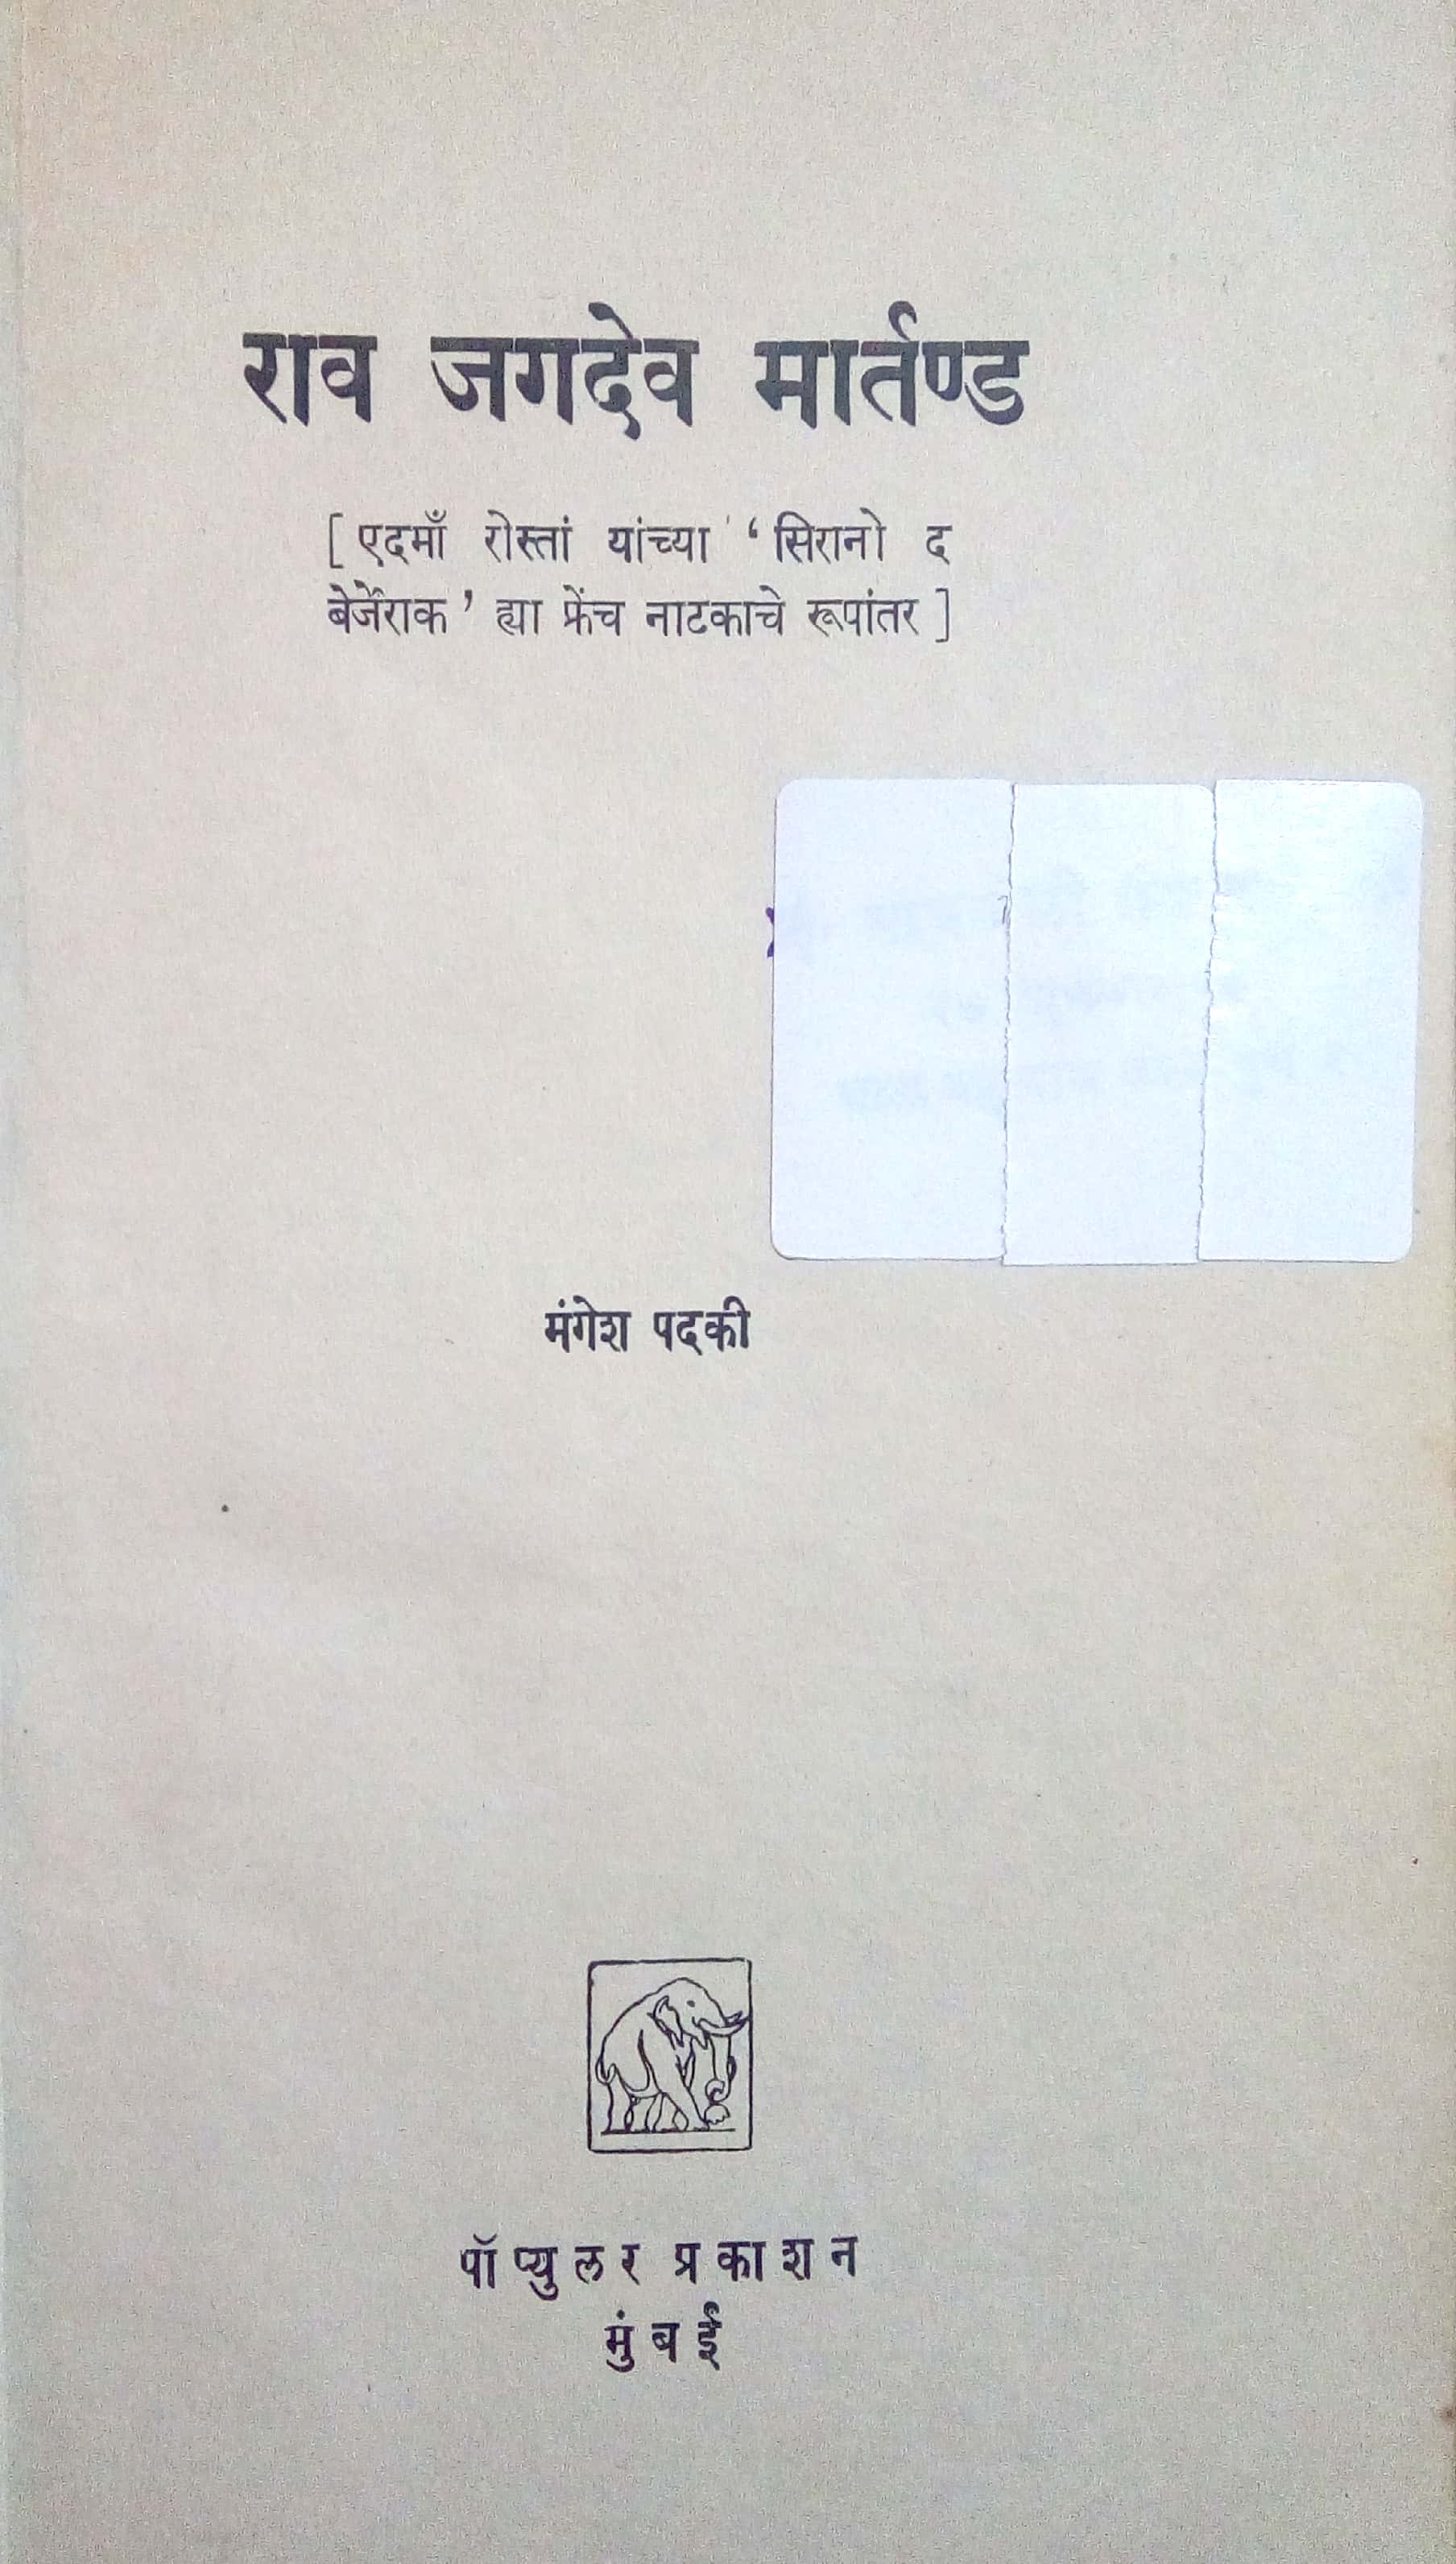 राव जगदेव मार्तण्ड
[ एदमाँ रोस्तां यांच्या ‘ सिरानो द
बेर्जेराक ’ ह्या फ्रेंच नाटकाचे रूपांतर ]
मंगेश पदकी
पॉप्युलर प्रकाशन
मुंबई